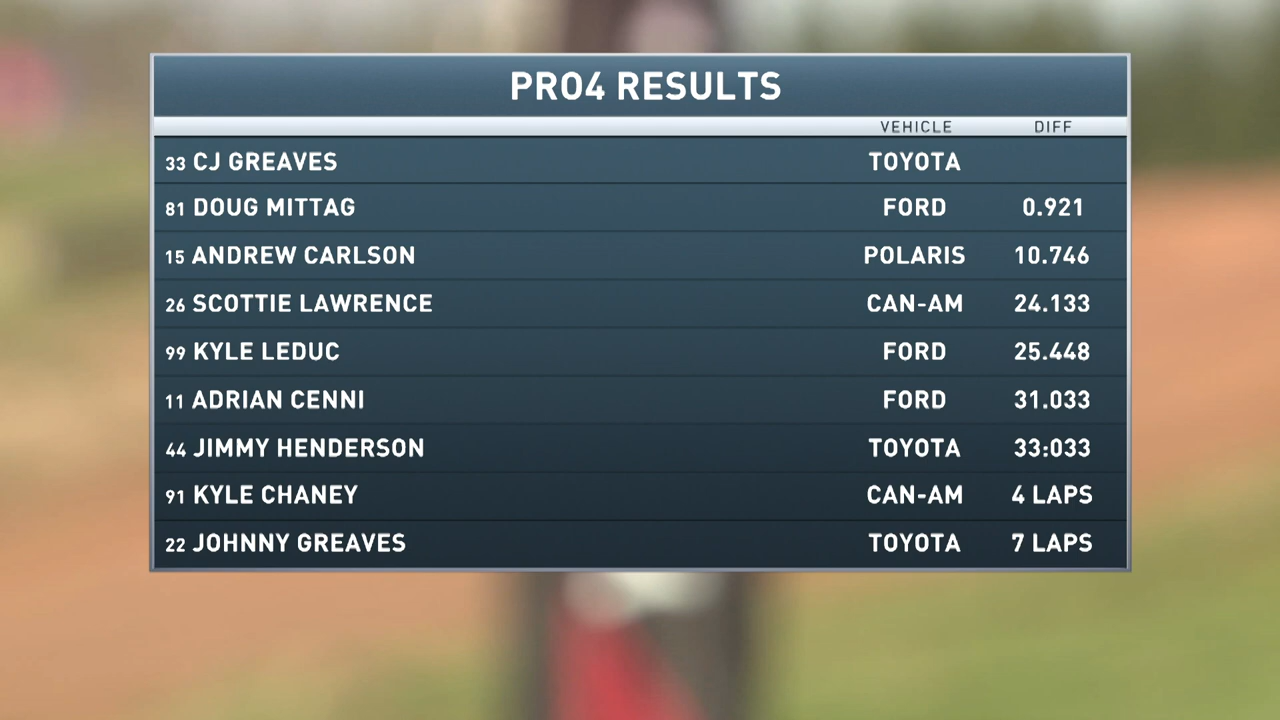 PRO4 RESULTS
VEHICLE DIFF
33 CJ GREAVES TOYOTA
81 DOUG MITTAG FORD 0.921
15 ANDREW CARLSON POLARIS 10.746
26 SCOTTIE LAWRENCE CAN-AM 24.133
99 KYLE LEDUC FORD 25.448
11 ADRIAN CENNI FORD 31.033
44 JIMMY HENDERSON TOYOTA 33:033
91 KYLE CHANEY CAN-AM 4 LAPS
22 JOHNNY GREAVES TOYOTA 7 LAPS